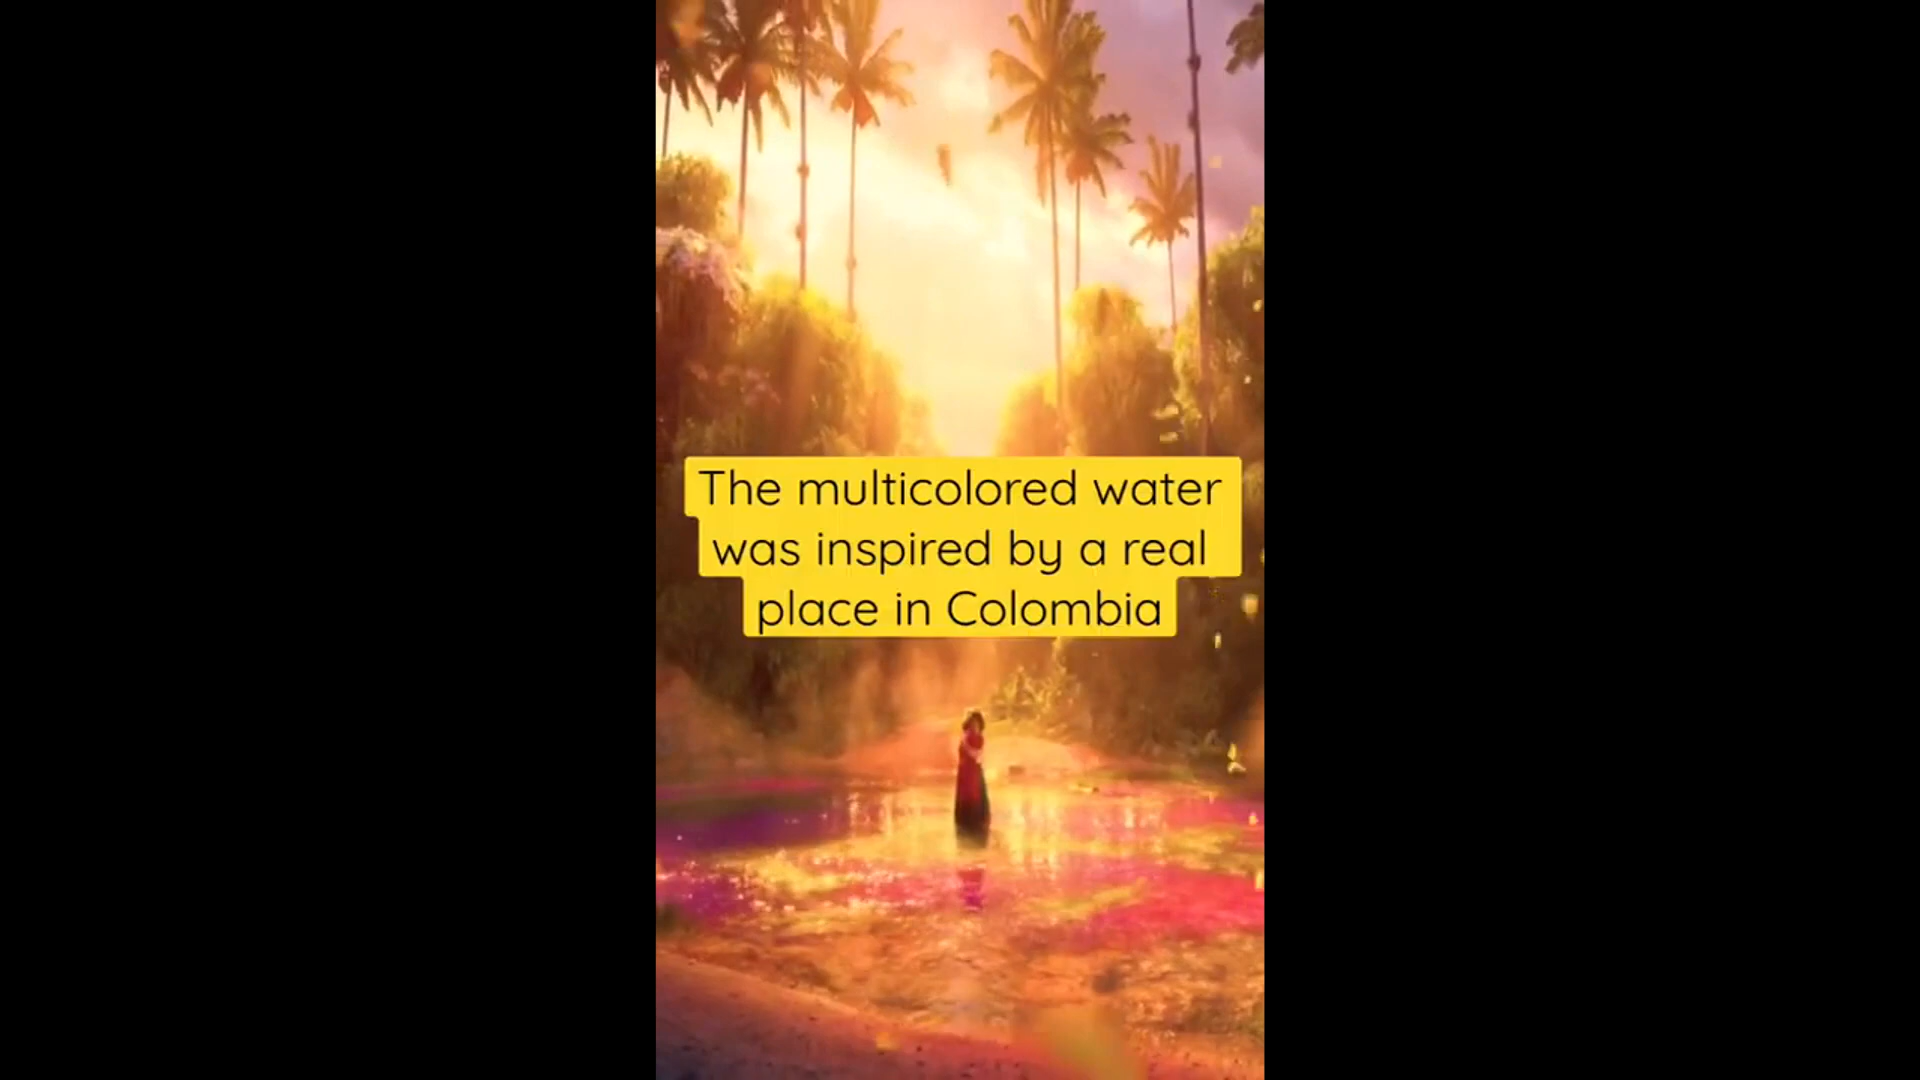 The multicolored water
was inspired by a real
place in Colombia